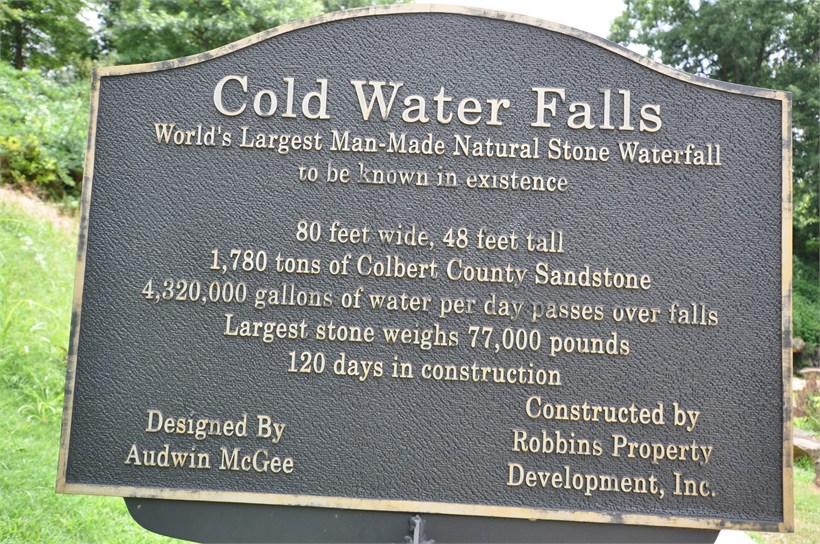 Cold Water Falls
World's Largest Man-Made Natural Stone Waterfall
to be known in existence
80 feet wide, 48 feet tall
1,780 tons of Colbert County Sandstone
4,320,000 gallons of water per day passes over falls
Largest stone weighs 77,000 pounds
120 days in construction
Designed By
Audwin McGee
Constructed by
Robbins Property
Development, Inc.